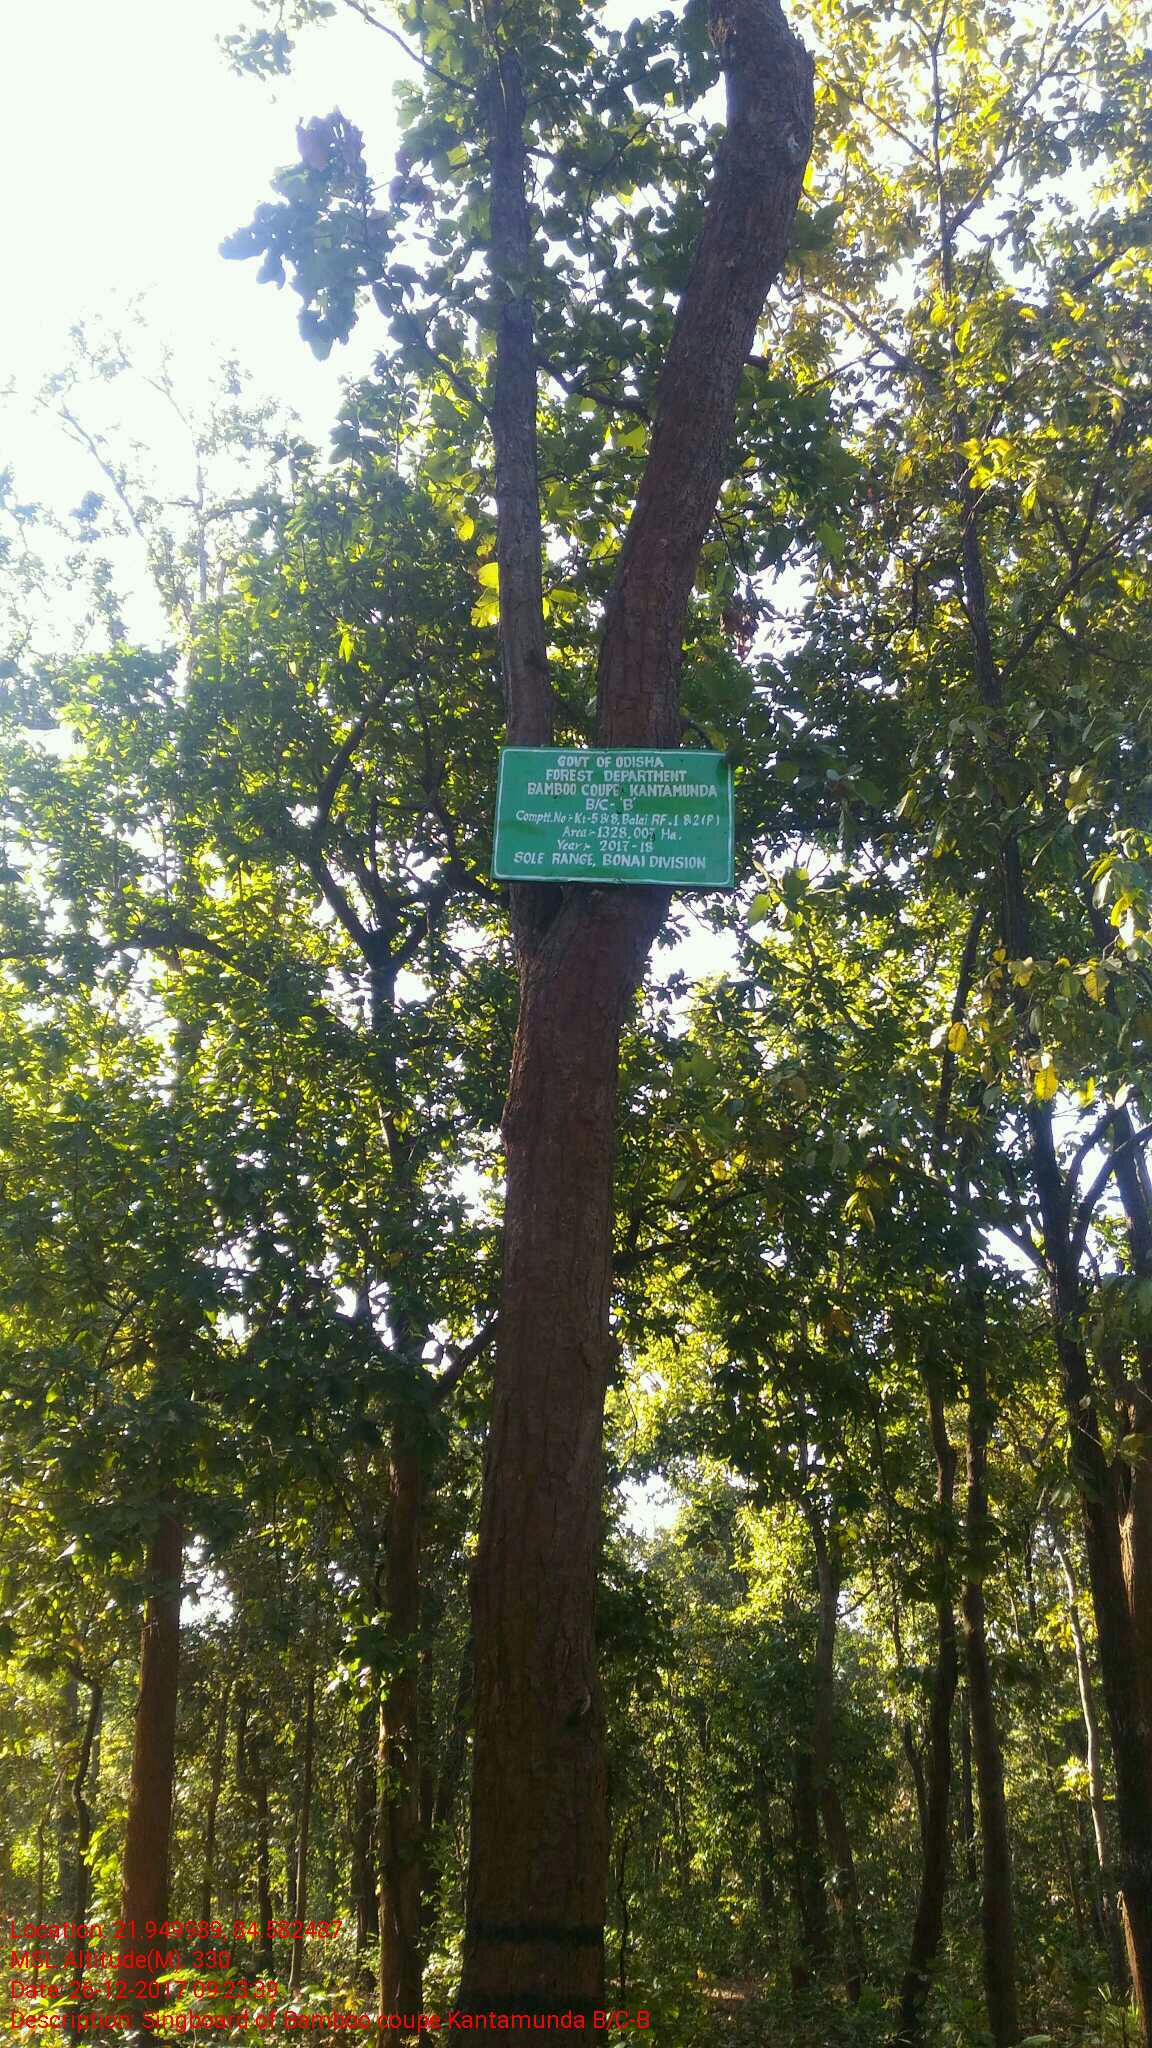 GOVT OF ODISHA
FOREST DEPARTMENT
BAMBOO COUPE KANTAMUNDA
B/C-'B'
Comptt.No:-Kt-5&8, Balai RF.1 &2(P)
Area:-1328.00 Ha.
Year:- 2017-18
SOLE RANGE, BONAI DIVISION
Location: 21.949989, 84.582487
MSL Altitude(M): 330
Date: 26-12-2017 09:23:39
Description: Singboard of Bamboo coupe Kantamunda B/C-B